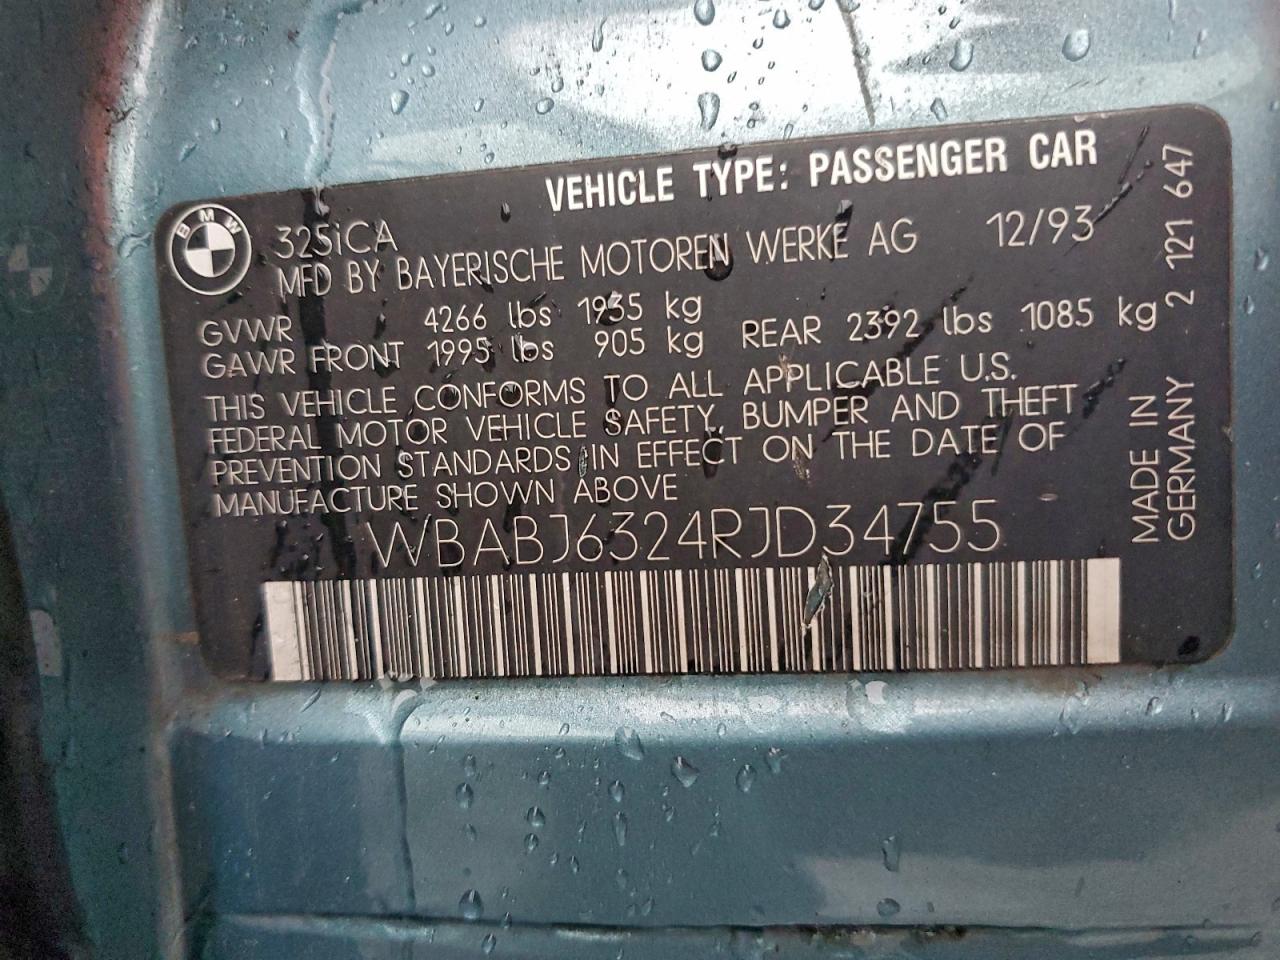 VEHICLE TYPE: PASSENGER CAR
BMW
325iCA 12/93
MFD BY BAYERISCHE MOTOREN WERKE AG
GVWR 4266 lbs 1935 kg
GAWR FRONT 1995 lbs 905 kg REAR 2392 lbs 1085 kg
THIS VEHICLE CONFORMS TO ALL APPLICABLE U.S.
FEDERAL MOTOR VEHICLE SAFETY, BUMPER AND THEFT
PREVENTION STANDARDS IN EFFECT ON THE DATE OF
MANUFACTURE SHOWN ABOVE
WBABJ6324RJD34755
MADE IN
GERMANY
2 121 647